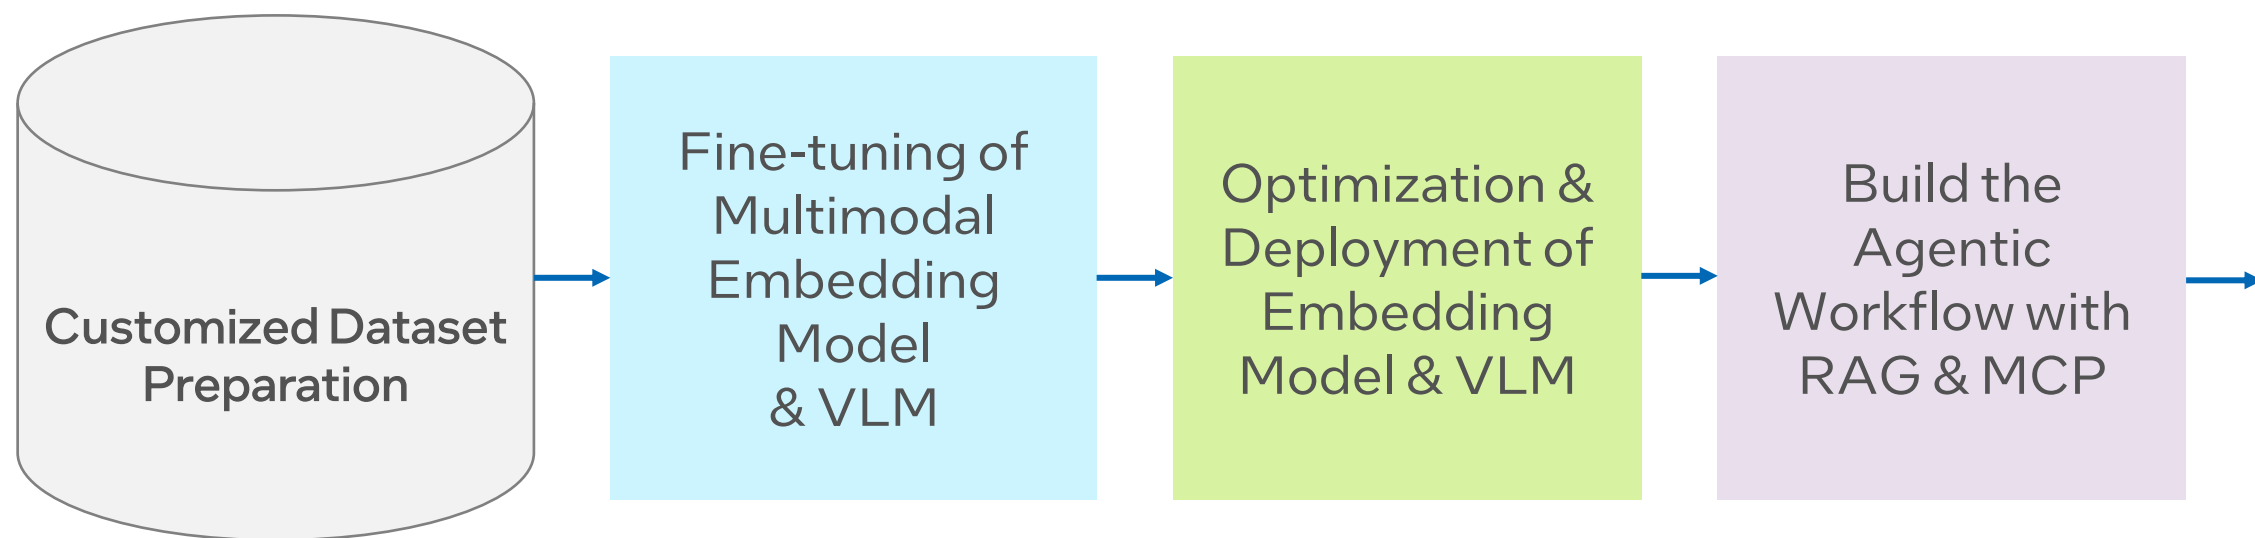 Customized Dataset
Preparation
Fine-tuning of
Multimodal
Embedding
Model
& VLM
Optimization &
Deployment of
Embedding
Model & VLM
Build the
Agentic
Workflow with
RAG & MCP